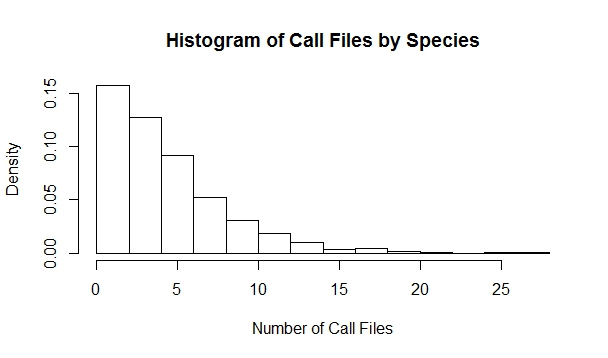 Histogram of Call Files by Species
0.15
0.10
0.05
0.00
Density
0 5 10 15 20 25
Number of Call Files